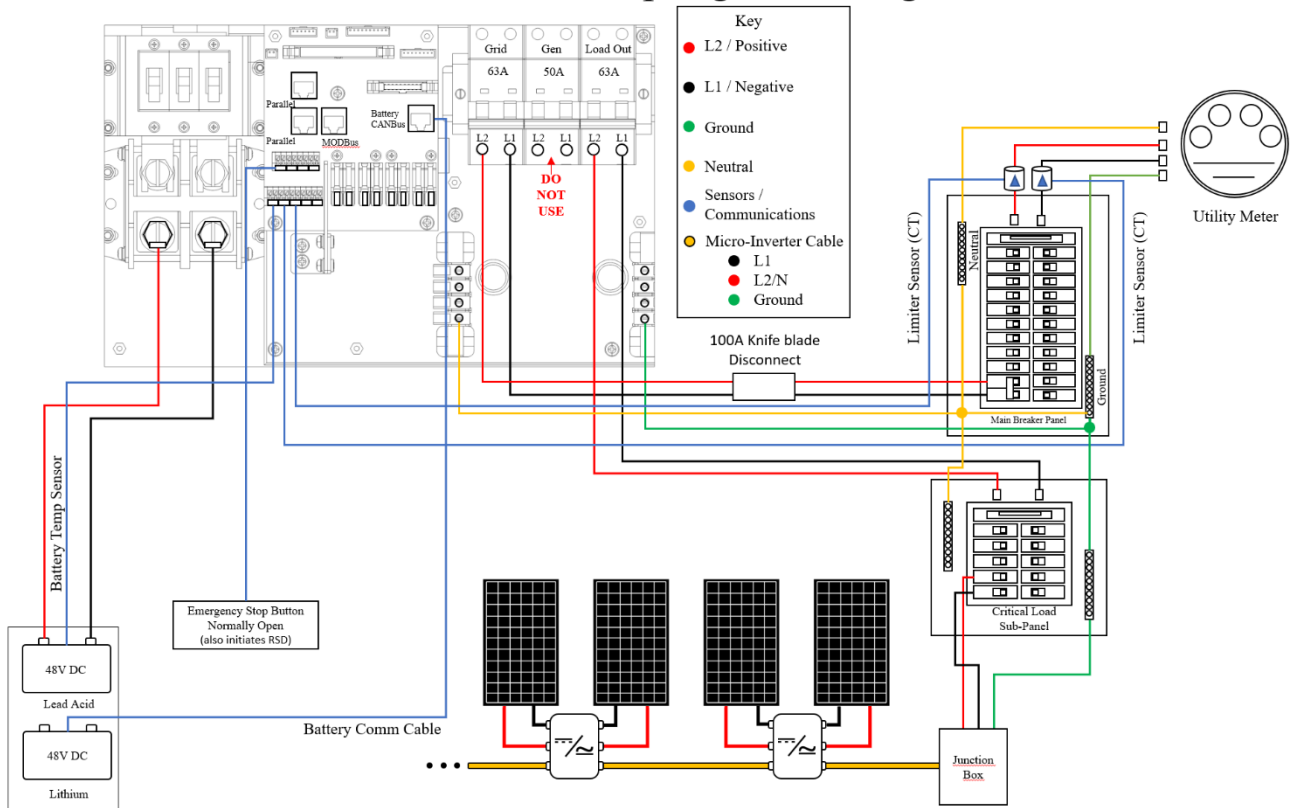 Key
L2 / Positive
L1 / Negative
Ground
Neutral
Sensors /
Communications
Micro-Inverter Cable
L1
L2/N
Ground
Grid
Gen
Load Out
63A
50A
63A
L2
L1
L2
L1
L2
L1
DO
NOT
USE
Parallel
Parallel
MODBus
Battery
CANBus
Utility Meter
Limiter Sensor (CT)
Limiter Sensor (CT)
Neutral
Ground
Main Breaker Panel
100A Knife blade
Disconnect
Critical Load
Sub-Panel
Battery Temp Sensor
Emergency Stop Button
Normally Open
(also initiates RSD)
48V DC
Lead Acid
48V DC
Lithium
Battery Comm Cable
Junction
Box